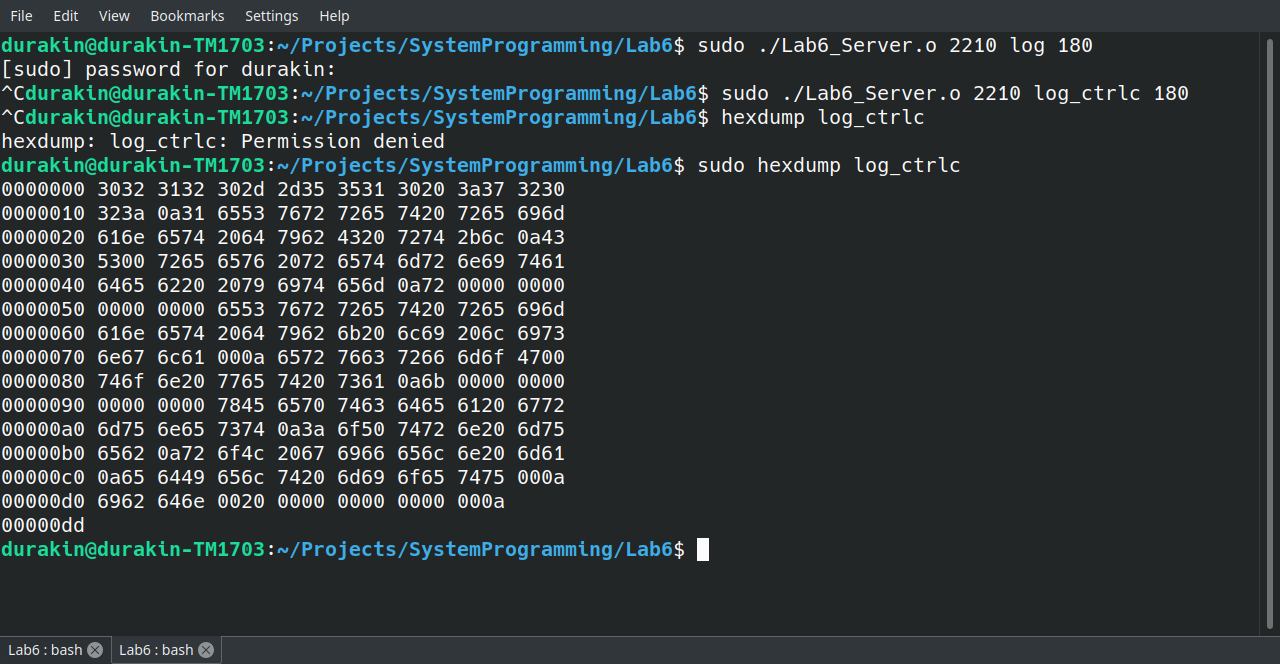 File Edit View Bookmarks Settings Help
durakin@durakin-TM1703:~/Projects/SystemProgramming/Lab6$ sudo ./Lab6_Server.o 2210 log 180
[sudo] password for durakin:
^Cdurakin@durakin-TM1703:~/Projects/SystemProgramming/Lab6$ sudo ./Lab6_Server.o 2210 log_ctrlc 180
^Cdurakin@durakin-TM1703:~/Projects/SystemProgramming/Lab6$ hexdump log_ctrlc
hexdump: log_ctrlc: Permission denied
durakin@durakin-TM1703:~/Projects/SystemProgramming/Lab6$ sudo hexdump log_ctrlc
0000000 3032 3132 302d 2d35 3531 3020 3a37 3230
0000010 323a 0a31 6553 7672 7265 7420 7265 696d
0000020 616e 6574 2064 7962 4320 7274 2b6c 0a43
0000030 5300 7265 6576 2072 6574 6d72 6e69 7461
0000040 6465 6220 2079 6974 656d 0a72 0000 0000
0000050 0000 0000 6553 7672 7265 7420 7265 696d
0000060 616e 6574 2064 7962 6b20 6c69 206c 6973
0000070 6e67 6c61 000a 6572 7663 7266 6d6f 4700
0000080 746f 6e20 7765 7420 7361 0a6b 0000 0000
0000090 0000 0000 7845 6570 7463 6465 6120 6772
00000a0 6d75 6e65 7374 0a3a 6f50 7472 6e20 6d75
00000b0 6562 0a72 6f4c 2067 6966 656c 6e20 6d61
00000c0 0a65 6449 656c 7420 6d69 6f65 7475 000a
00000d0 6962 646e 0020 0000 0000 0000 000a
00000dd
durakin@durakin-TM1703:~/Projects/SystemProgramming/Lab6$
Lab6 : bash Lab6 : bash